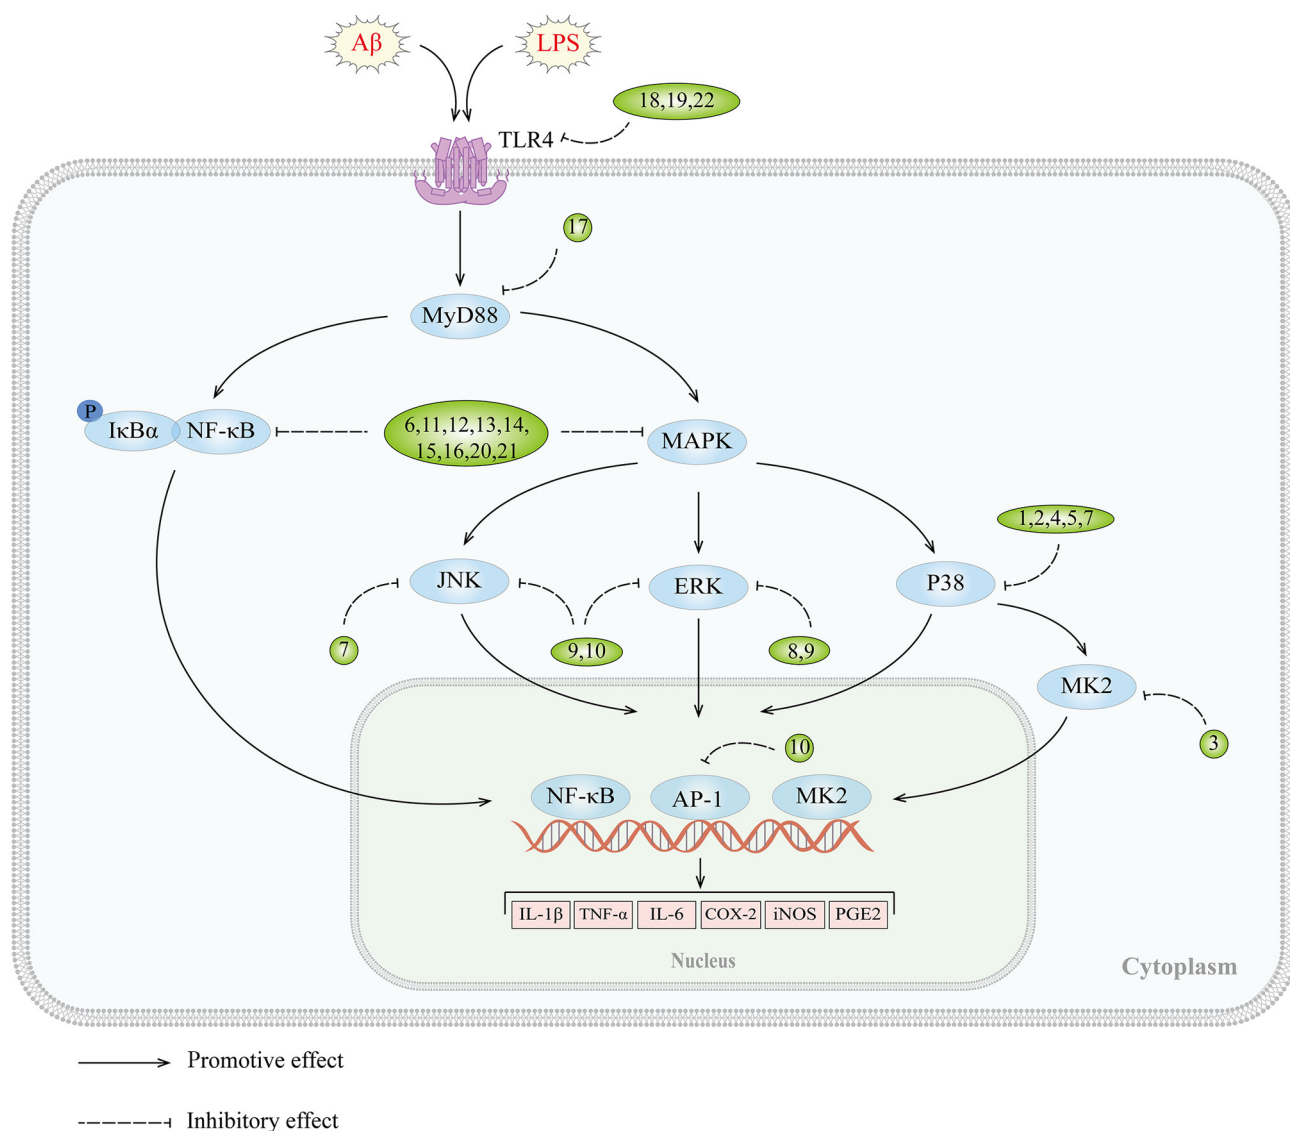 Aβ
LPS
18,19,22
TLR4
17
MyD88
P
IκBα
NF-κB
6,11,12,13,14,
15,16,20,21
MAPK
1,2,4,5,7
JNK
ERK
P38
7
9,10
8,9
MK2
3
10
NF-κB
AP-1
MK2
IL-1β
TNF-α
IL-6
COX-2
iNOS
PGE2
Nucleus
Cytoplasm
Promotive effect
Inhibitory effect